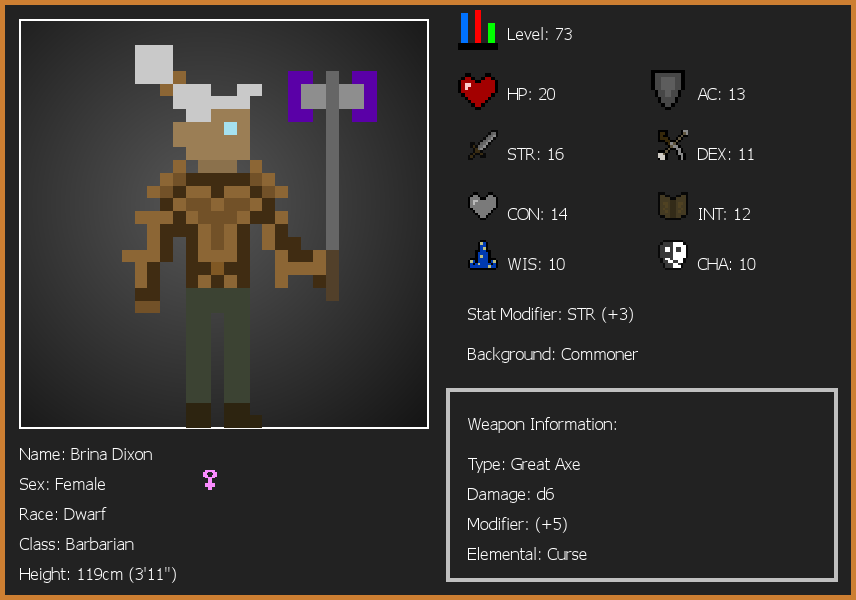 Level: 73
HP: 20
AC: 13
STR: 16
DEX: 11
CON: 14
INT: 12
WIS: 10
CHA: 10
Stat Modifier: STR (+3)
Background: Commoner
Weapon Information:
Type: Great Axe
Damage: d6
Modifier: (+5)
Elemental: Curse
Name: Brina Dixon
Sex: Female
Race: Dwarf
Class: Barbarian
Height: 119cm (3'11")